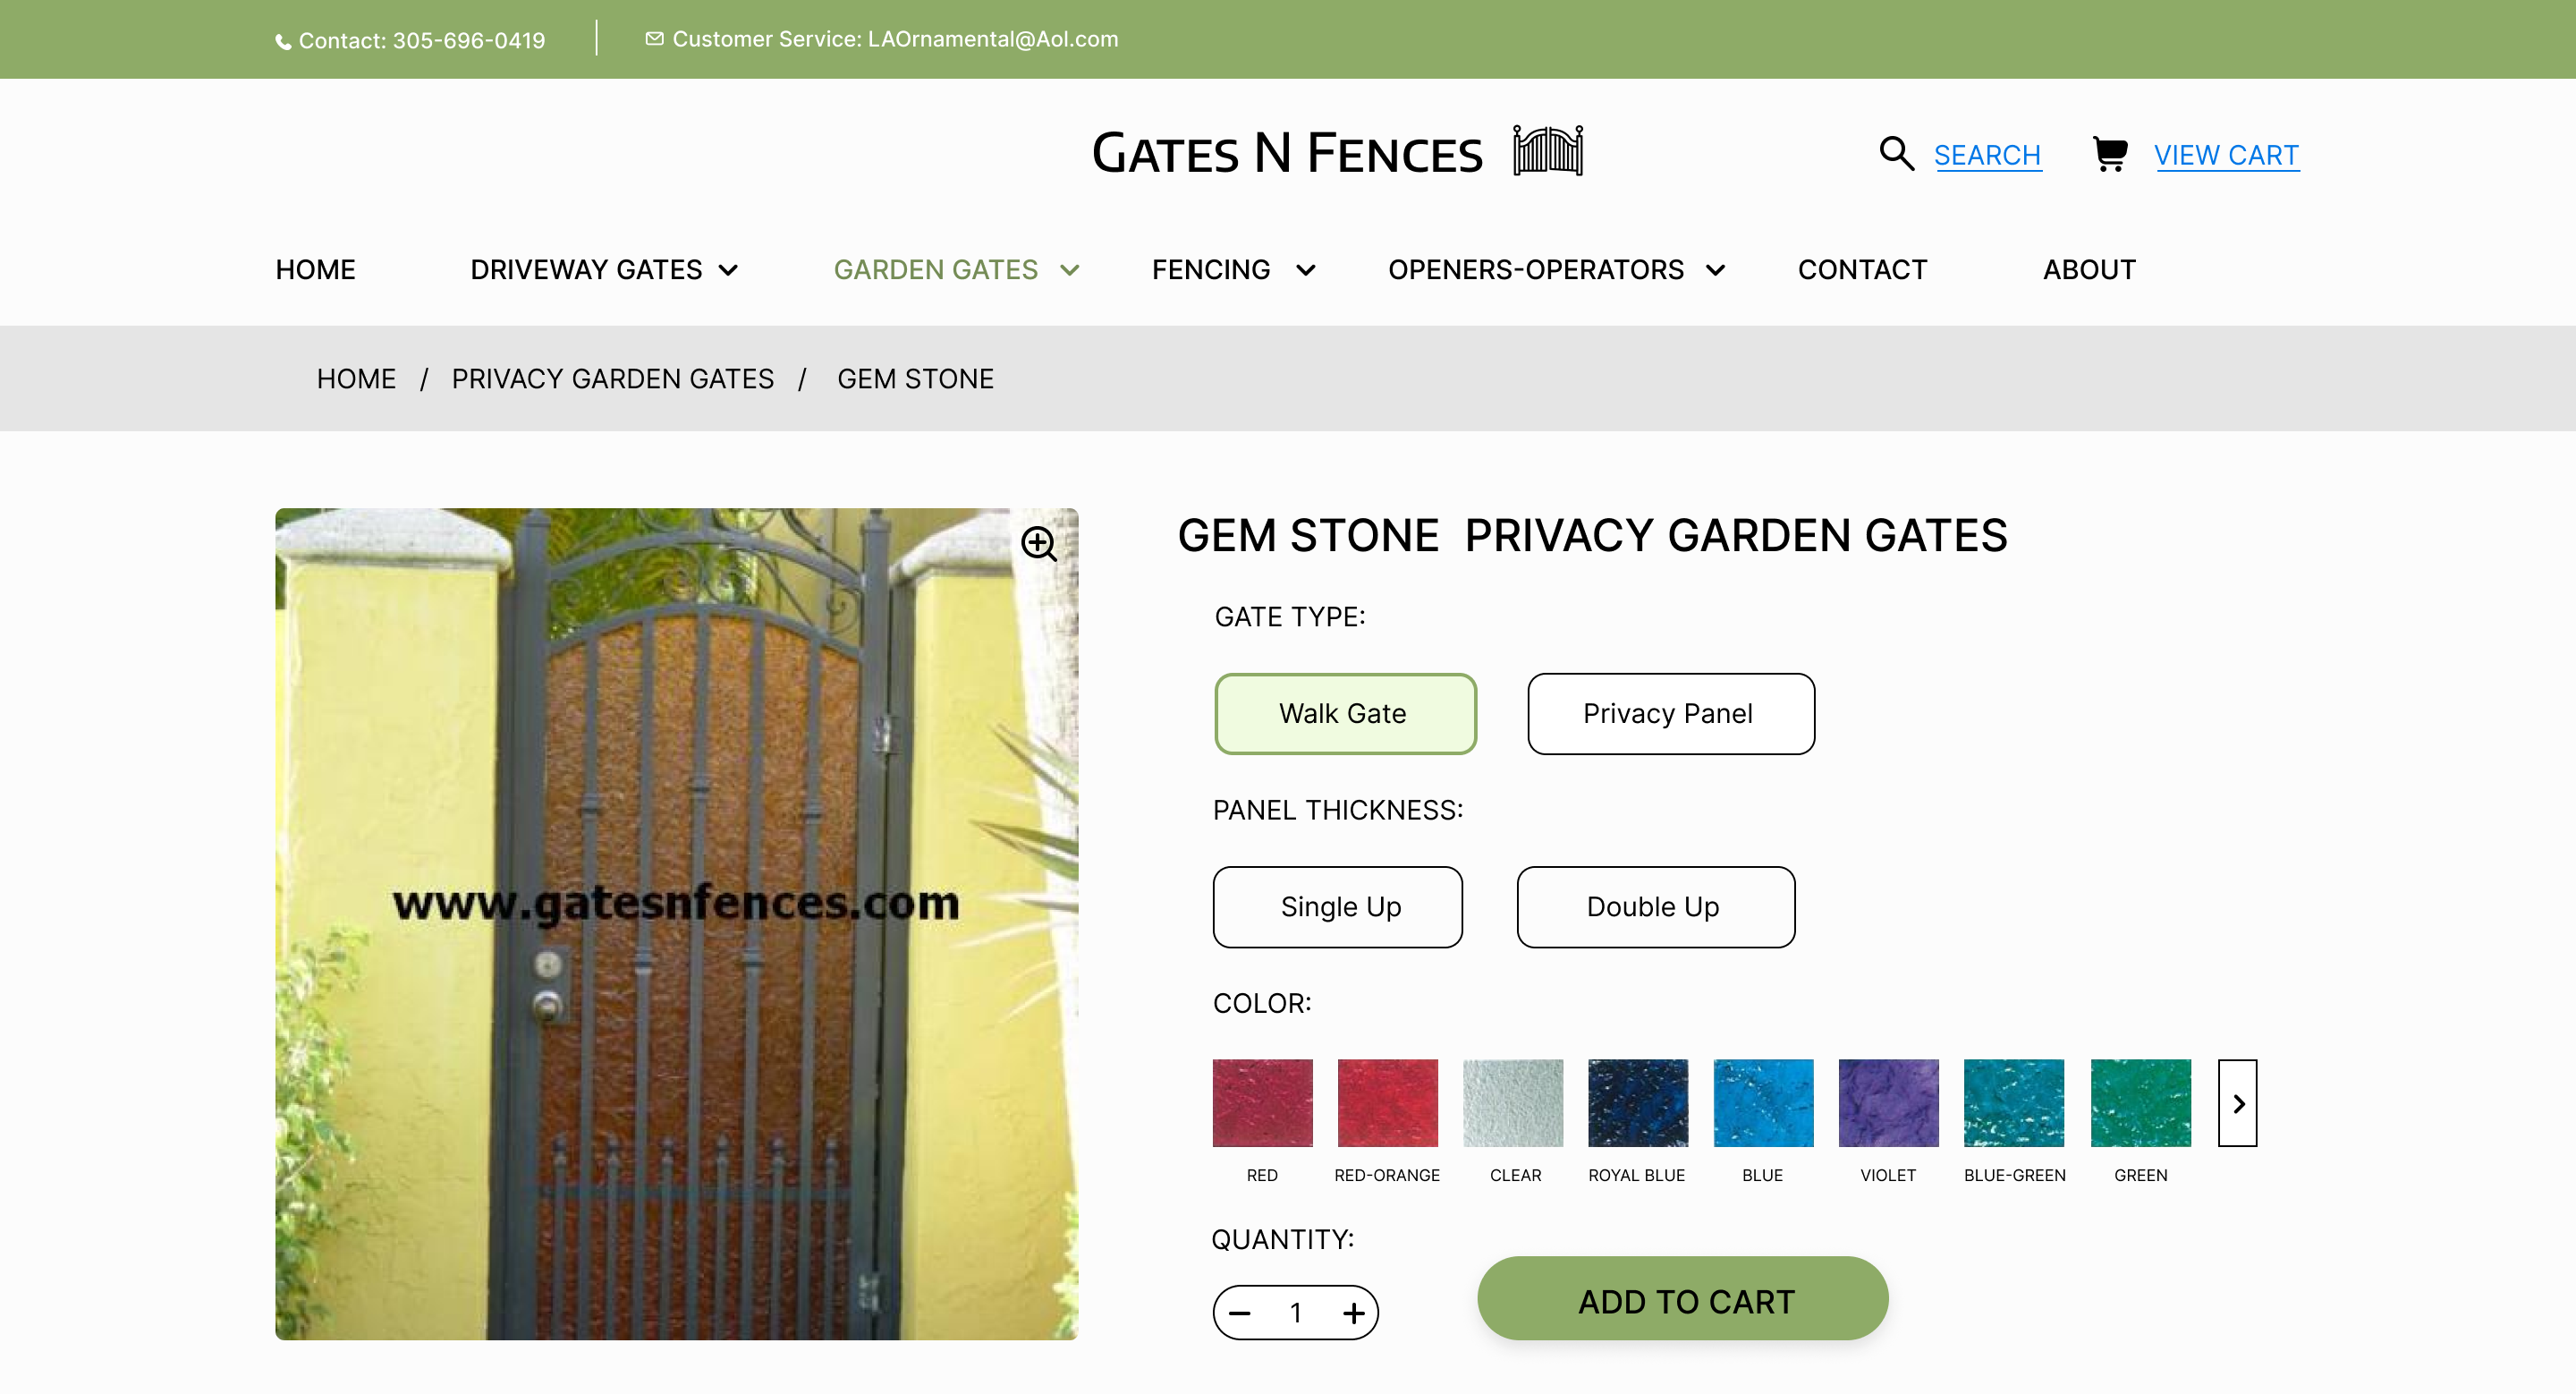 Contact: 305-696-0419
Customer Service: LAOrnamental@Aol.com
GATES N FENCES
SEARCH
VIEW CART
HOME
DRIVEWAY GATES
GARDEN GATES
FENCING
OPENERS-OPERATORS
CONTACT
ABOUT
HOME / PRIVACY GARDEN GATES / GEM STONE
www.gatesnfences.com
GEM STONE PRIVACY GARDEN GATES
GATE TYPE:
Walk Gate
Privacy Panel
PANEL THICKNESS:
Single Up
Double Up
COLOR:
RED
RED-ORANGE
CLEAR
ROYAL BLUE
BLUE
VIOLET
BLUE-GREEN
GREEN
QUANTITY:
1
ADD TO CART